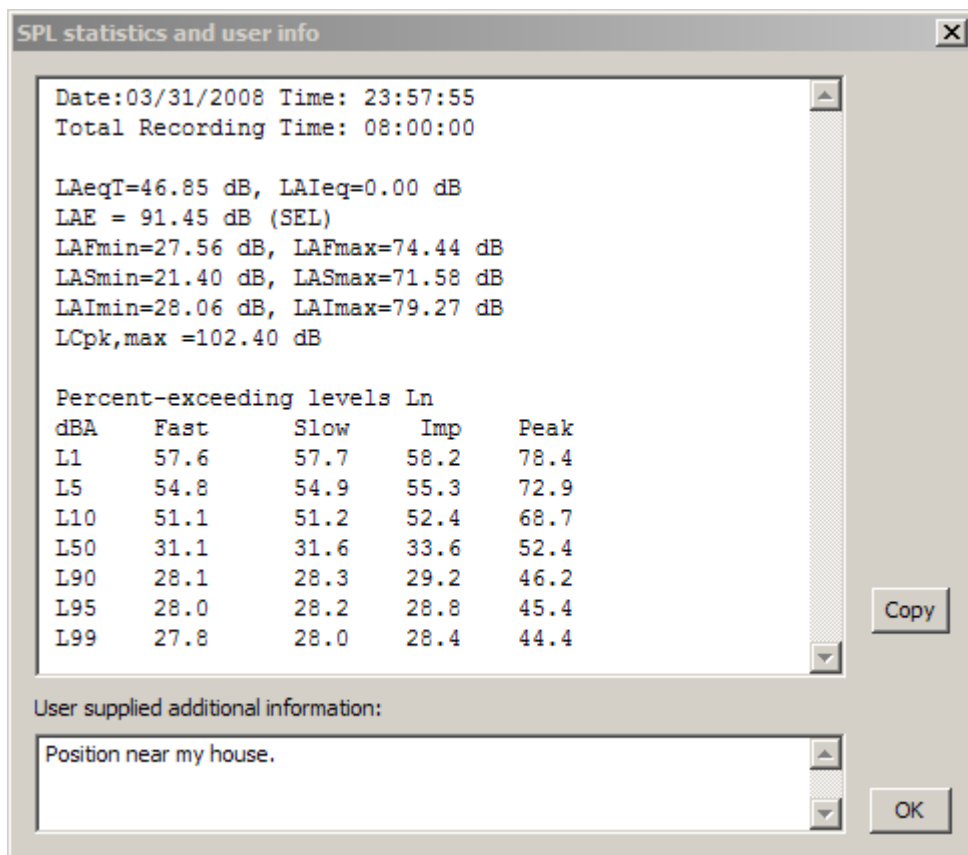 SPL statistics and user info
Date:03/31/2008 Time: 23:57:55
Total Recording Time: 08:00:00
LAeqT=46.85 dB, LAIeq=0.00 dB
LAE = 91.45 dB (SEL)
LAFmin=27.56 dB, LAFmax=74.44 dB
LASmin=21.40 dB, LASmax=71.58 dB
LAImin=28.06 dB, LAImax=79.27 dB
LCpk,max =102.40 dB
Percent-exceeding levels Ln
dBA Fast Slow Imp Peak
L1 57.6 57.7 58.2 78.4
L5 54.8 54.9 55.3 72.9
L10 51.1 51.2 52.4 68.7
L50 31.1 31.6 33.6 52.4
L90 28.1 28.3 29.2 46.2
L95 28.0 28.2 28.8 45.4
L99 27.8 28.0 28.4 44.4
Copy
User supplied additional information:
Position near my house.
OK